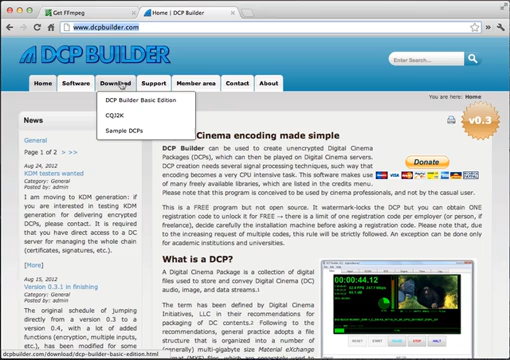 Get FFmpeg
Home | DCP Builder
www.dcpbuilder.com
DCP BUILDER
Enter Search...
Home
Software
Download
Support
Member area
Contact
About
DCP Builder Basic Edition
CQJ2K
Sample DCPs
You are here: Home
v0.3
News
General
Page 1 of 2 > >>
Aug 24, 2012
KDM testers wanted
Category: General
Posted by: admin
I am moving to KDM generation: if
you are interested in testing KDM
generation for delivering encrypted
DCPs, please contact. It is required
that you have direct access to a DC
server for managing the whole chain
(certificates, signatures, etc.).
[More]
Aug 15, 2012
Version 0.3.1 in finishing
Category: General
Posted by: admin
The original schedule of jumping
directly from a version 0.3 to a
version 0.4, with a lot of added
functions (encryption, multiple inputs,
etc.), has been modified for some
dcpbuilder.com/download/dcp-builder-basic-edition.html
Cinema encoding made simple
DCP Builder can be used to create unencrypted Digital Cinema
Packages (DCPs), which can then be played on Digital Cinema servers.
DCP creation needs several signal processing techniques, such that
encoding becomes a very CPU intensive task. This software makes use
of many freely available libraries, which are listed in the credits menu.
Please note that this program is conceived to be used by cinema professionals, and not by the casual user.
Donate
This is a FREE program but not open source. It watermark-locks the DCP but you can obtain ONE
registration code to unlock it for FREE → there is a limit of one registration code per employer (or person, if
freelance), decide carefully the installation machine before asking a registration code. Please note that, due
to the increasing request of multiple codes, this rule will be strictly followed. An exception can be done only
for academic institutions and universities.
What is a DCP?
A Digital Cinema Package is a collection of digital
files used to store and convey Digital Cinema (DC)
audio, image, and data streams.
The term has been defined by Digital Cinema
Initiatives, LLC in their recommendations for
packaging of DC contents. Following to the
recommendations, general practice adopts a file
structure that is organized into a number of
multi-gigabyte size Material eXchange
00:00:44.12